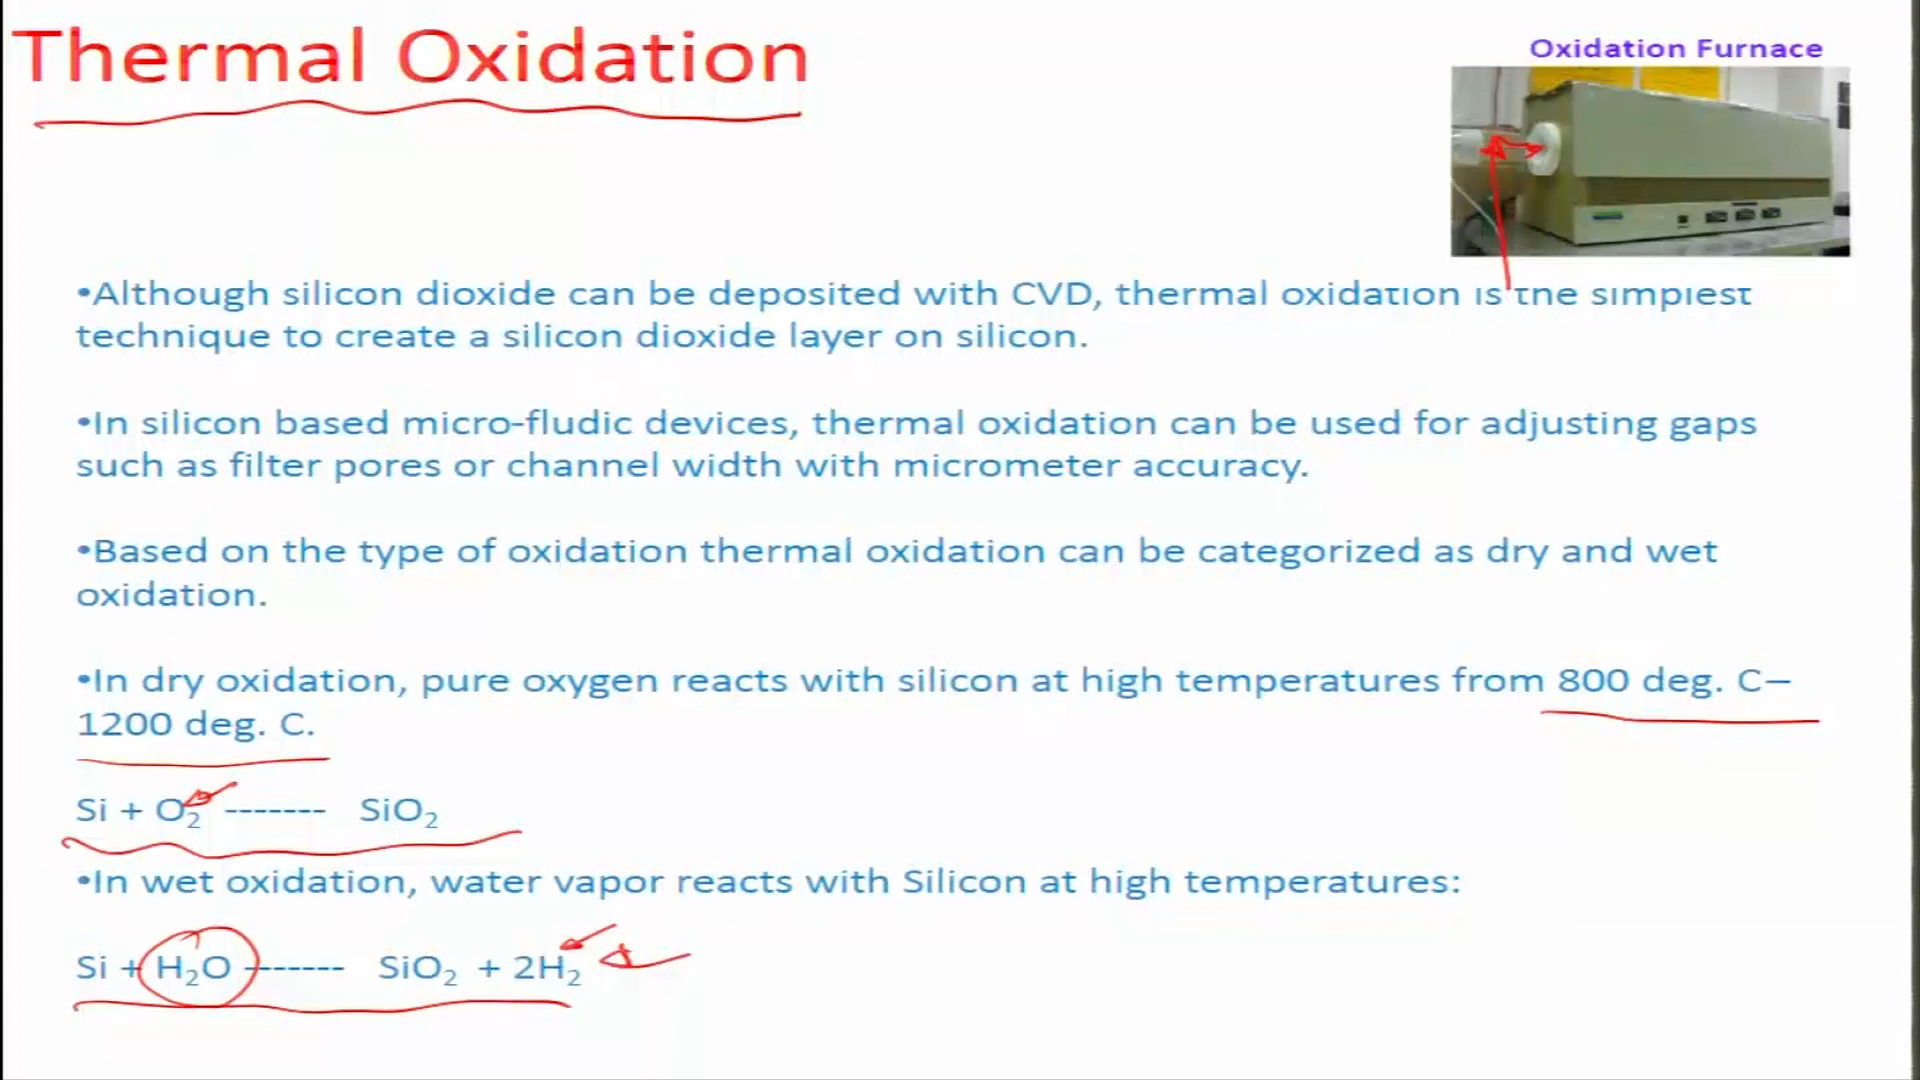 Thermal Oxidation
Oxidation Furnace
•Although silicon dioxide can be deposited with CVD, thermal oxidation is the simplest
technique to create a silicon dioxide layer on silicon.
•In silicon based micro-fludic devices, thermal oxidation can be used for adjusting gaps
such as filter pores or channel width with micrometer accuracy.
•Based on the type of oxidation thermal oxidation can be categorized as dry and wet
oxidation.
•In dry oxidation, pure oxygen reacts with silicon at high temperatures from 800 deg. C–
1200 deg. C.
Si + O₂ ------- SiO₂
•In wet oxidation, water vapor reacts with Silicon at high temperatures:
Si + H₂O ------- SiO₂ + 2H₂